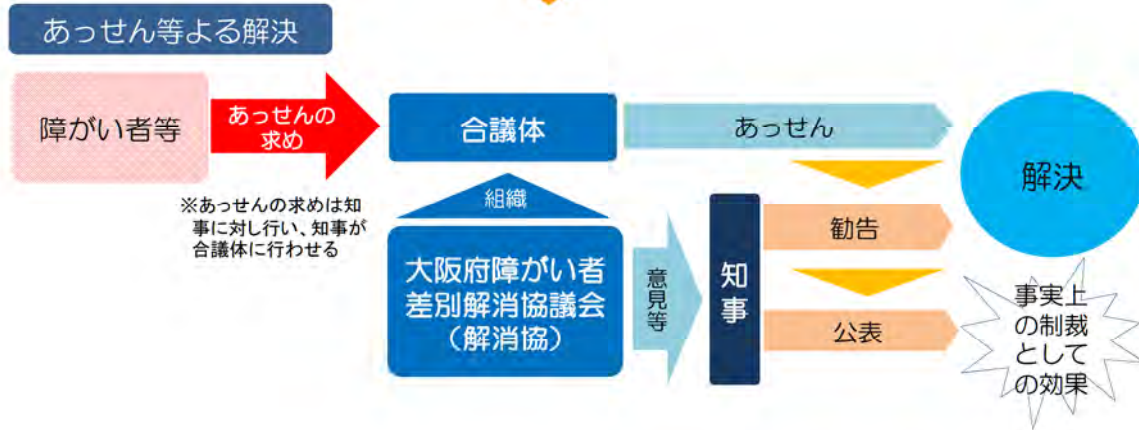 あっせん等よる解決
障がい者等
あっせんの
求め
合議体
あっせん
解決
※あっせんの求めは知
事に対し行い、知事が
合議体に行わせる
組織
大阪府障がい者
差別解消協議会
（解消協）
意見等
知事
勧告
公表
事実上
の制裁
として
の効果